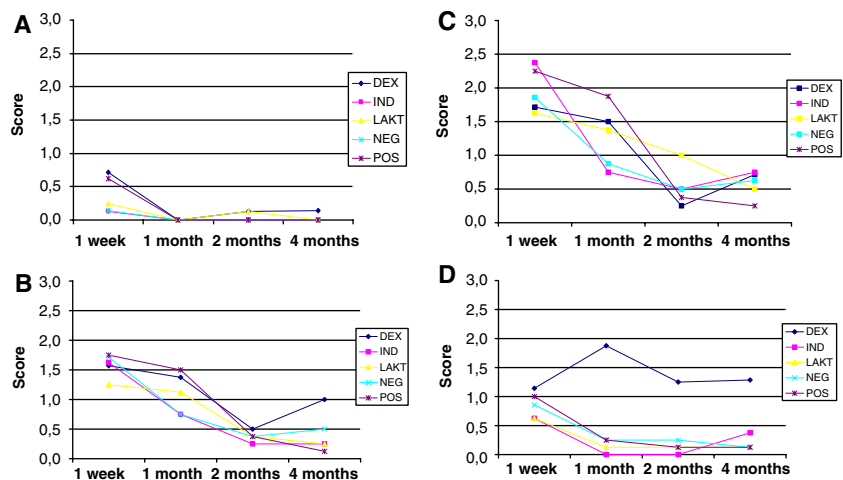 A
Score
3,0
2,5
2,0
1,5
1,0
0,5
0,0
1 week 1 month 2 months 4 months
DEX
IND
LAKT
NEG
POS
B
Score
3,0
2,5
2,0
1,5
1,0
0,5
0,0
1 week 1 month 2 months 4 months
DEX
IND
LAKT
NEG
POS
C
Score
3,0
2,5
2,0
1,5
1,0
0,5
0,0
1 week 1 month 2 months 4 months
DEX
IND
LAKT
NEG
POS
D
Score
3,0
2,5
2,0
1,5
1,0
0,5
0,0
1 week 1 month 2 months 4 months
DEX
IND
LAKT
NEG
POS